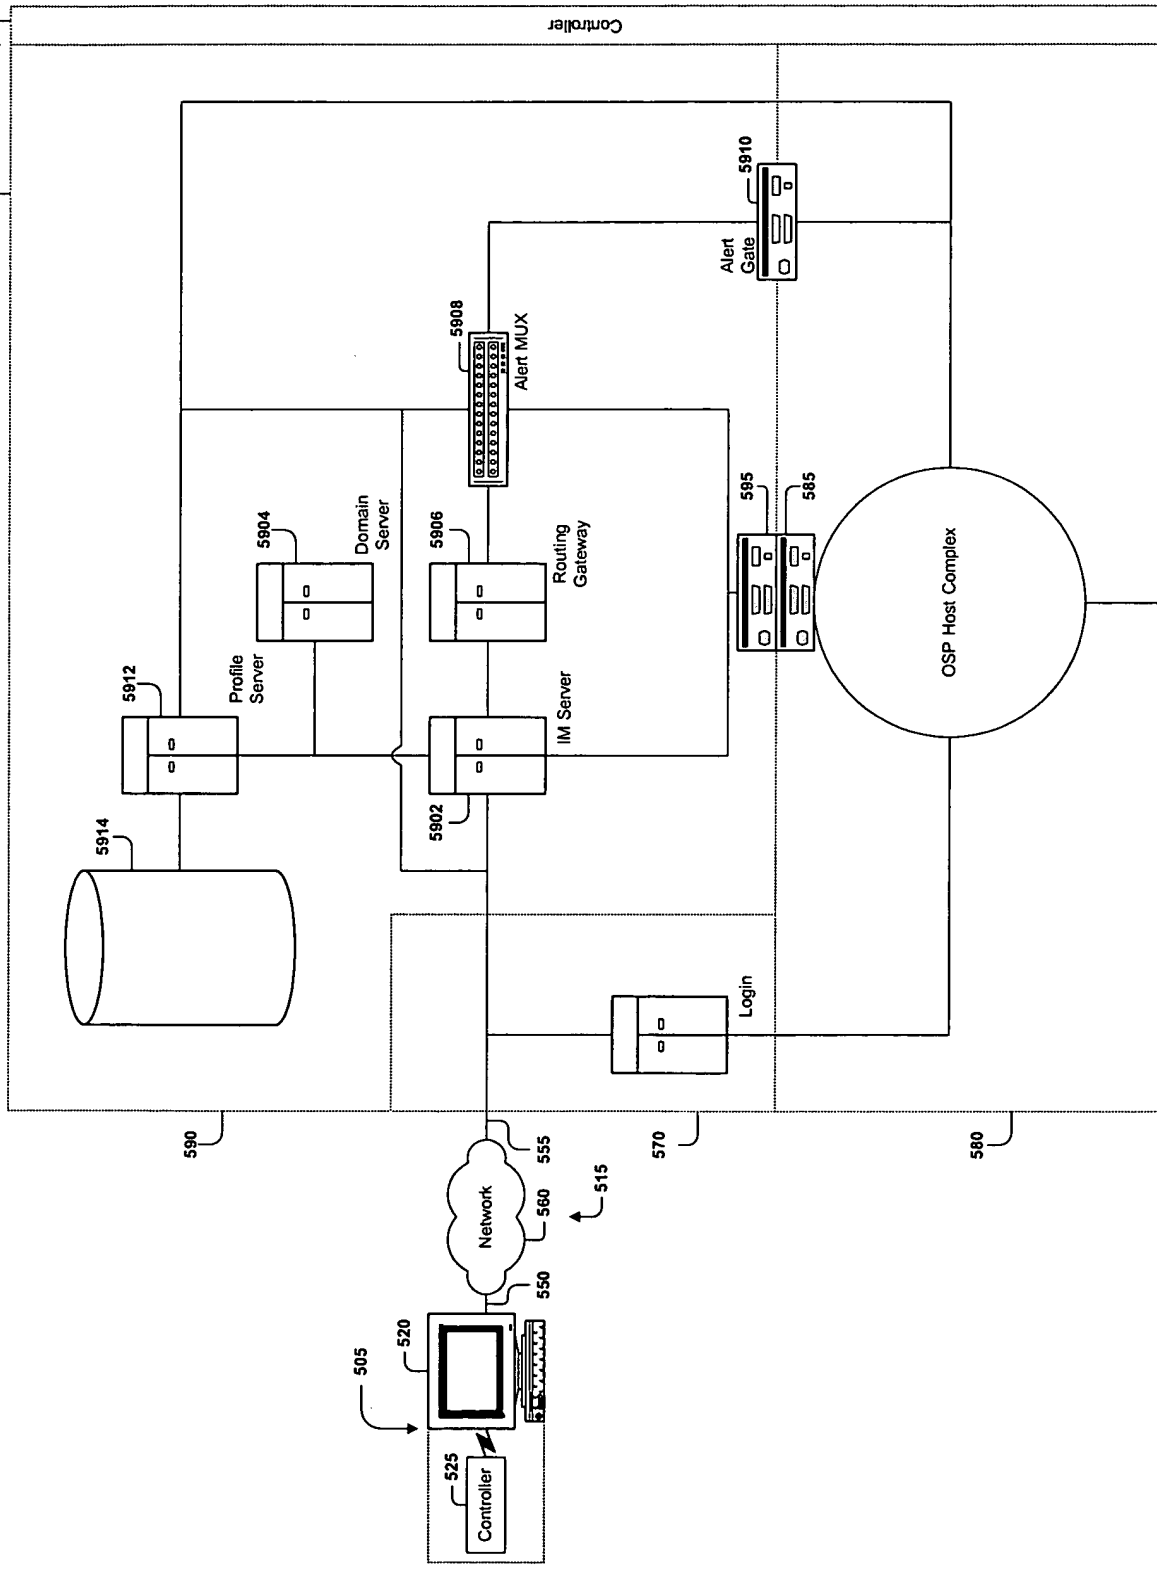 5914
5912
590
Profile
Server
5904
505
Domain
Server
520
5902
5906
525
5908
Controller
Network
Alert MUX
550
560
555
IM Server
Routing
Gateway
515
570
Alert
Gate
5910
Login
595
585
OSP Host Complex
580
Controller